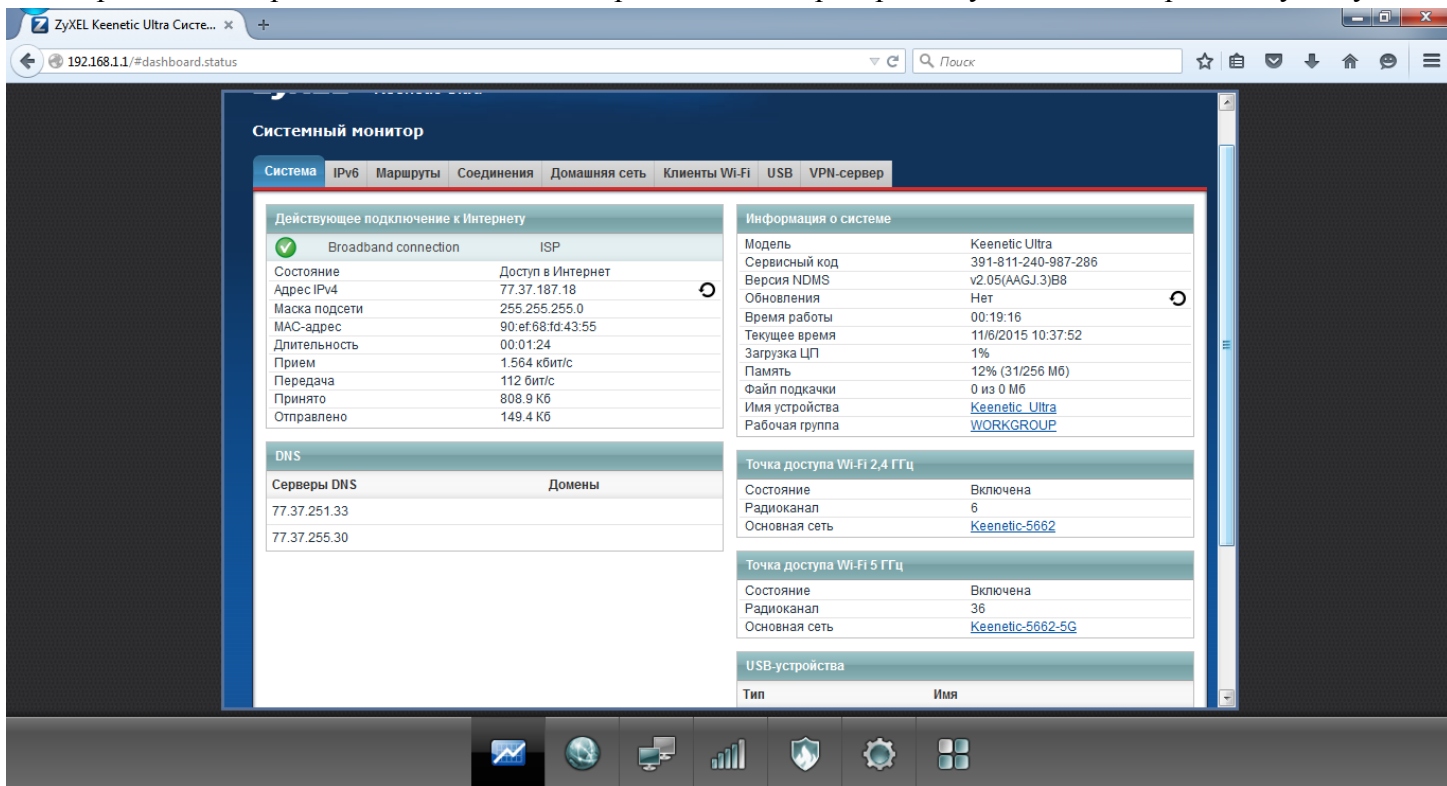 ZyXEL Keenetic Ultra Систе... × +
192.168.1.1/#dashboard.status
Поиск
Системный монитор
Система IPv6 Маршруты Соединения Домашняя сеть Клиенты Wi-Fi USB VPN-сервер
Действующее подключение к Интернету
Broadband connection ISP
Состояние Доступ в Интернет
Адрес IPv4 77.37.187.18
Маска подсети 255.255.255.0
MAC-адрес 90:ef:68:fd:43:55
Длительность 00:01:24
Прием 1.564 кбит/с
Передача 112 бит/с
Принято 808.9 Кб
Отправлено 149.4 Кб
DNS
Серверы DNS Домены
77.37.251.33
77.37.255.30
Информация о системе
Модель Keenetic Ultra
Сервисный код 391-811-240-987-286
Версия NDMS v2.05(AAGJ.3)B8
Обновления Нет
Время работы 00:19:16
Текущее время 11/6/2015 10:37:52
Загрузка ЦП 1%
Память 12% (31/256 Мб)
Файл подкачки 0 из 0 Мб
Имя устройства Keenetic_Ultra
Рабочая группа WORKGROUP
Точка доступа Wi-Fi 2,4 ГГц
Состояние Включена
Радиоканал 6
Основная сеть Keenetic-5662
Точка доступа Wi-Fi 5 ГГц
Состояние Включена
Радиоканал 36
Основная сеть Keenetic-5662-5G
USB-устройства
Тип Имя